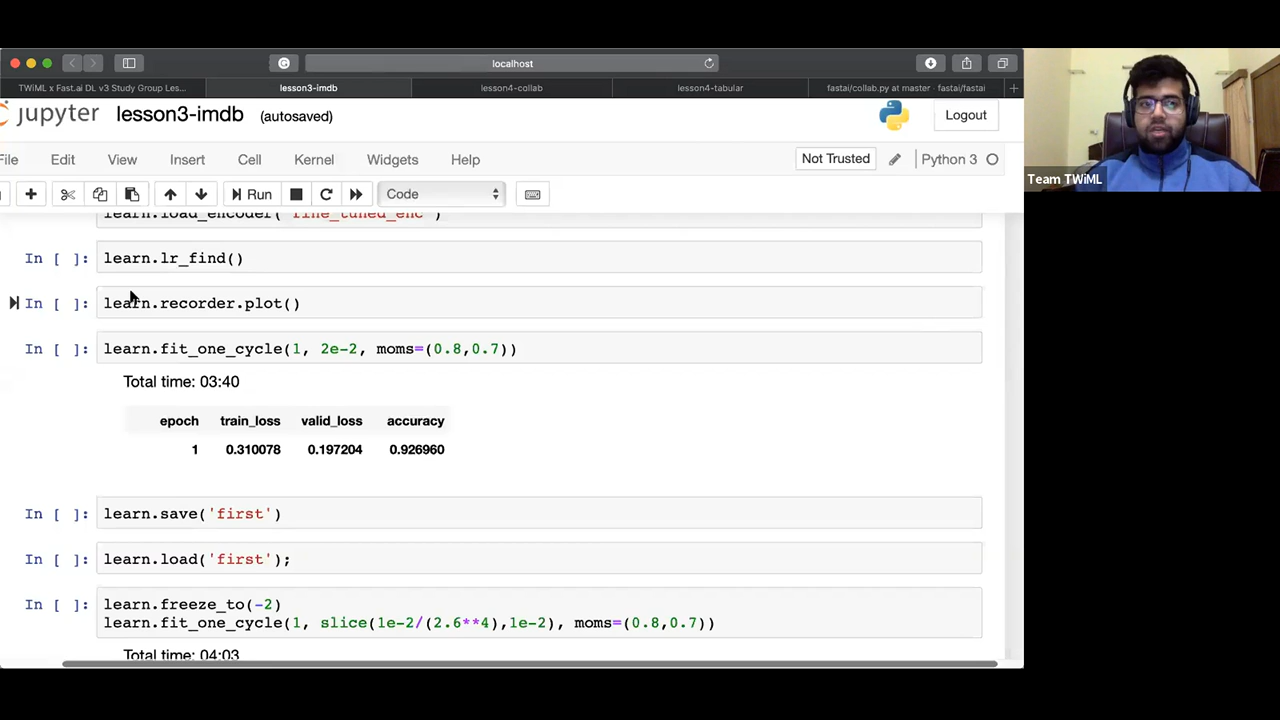 localhost
TWiML x Fast.ai DL v3 Study Group Les...
lesson3-imdb
lesson4-collab
lesson4-tabular
fastai/collab.py at master · fastai/fastai
jupyter lesson3-imdb (autosaved)
Logout
File Edit View Insert Cell Kernel Widgets Help
Not Trusted
Python 3
Run
Code
learn.load_encoder('fine_tuned_enc')
In [ ]: learn.lr_find()
In [ ]: learn.recorder.plot()
In [ ]: learn.fit_one_cycle(1, 2e-2, moms=(0.8,0.7))
Total time: 03:40
epoch train_loss valid_loss accuracy
1 0.310078 0.197204 0.926960
In [ ]: learn.save('first')
In [ ]: learn.load('first');
In [ ]: learn.freeze_to(-2)
learn.fit_one_cycle(1, slice(1e-2/(2.6**4),1e-2), moms=(0.8,0.7))
Total time: 04:03
Team TWiML